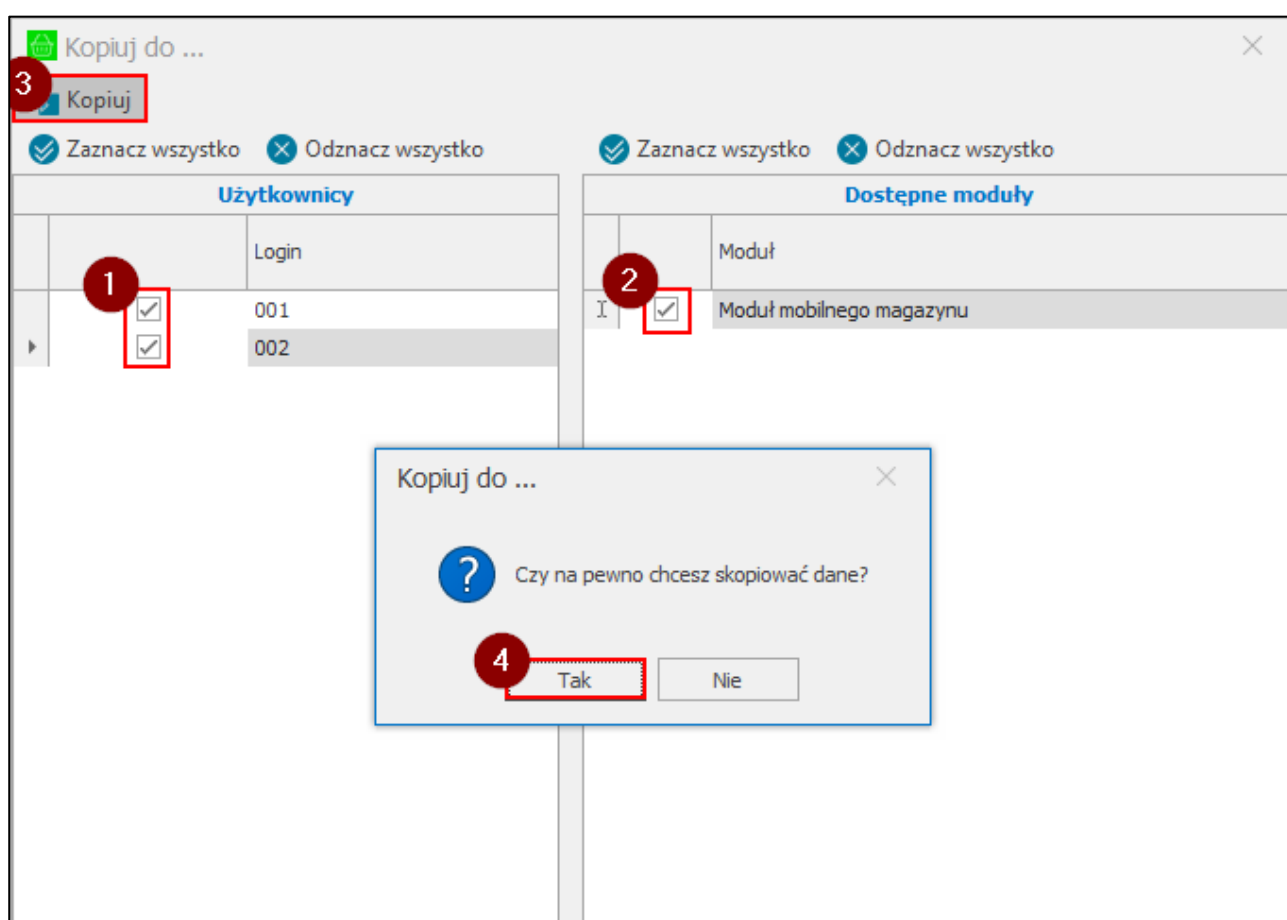 Kopiuj do ...
3
Kopiuj
Zaznacz wszystko Odznacz wszystko Zaznacz wszystko Odznacz wszystko
Użytkownicy Dostępne moduły
Login Moduł
1 2
001 Moduł mobilnego magazynu
002
Kopiuj do ...
? Czy na pewno chcesz skopiować dane?
4
Tak Nie